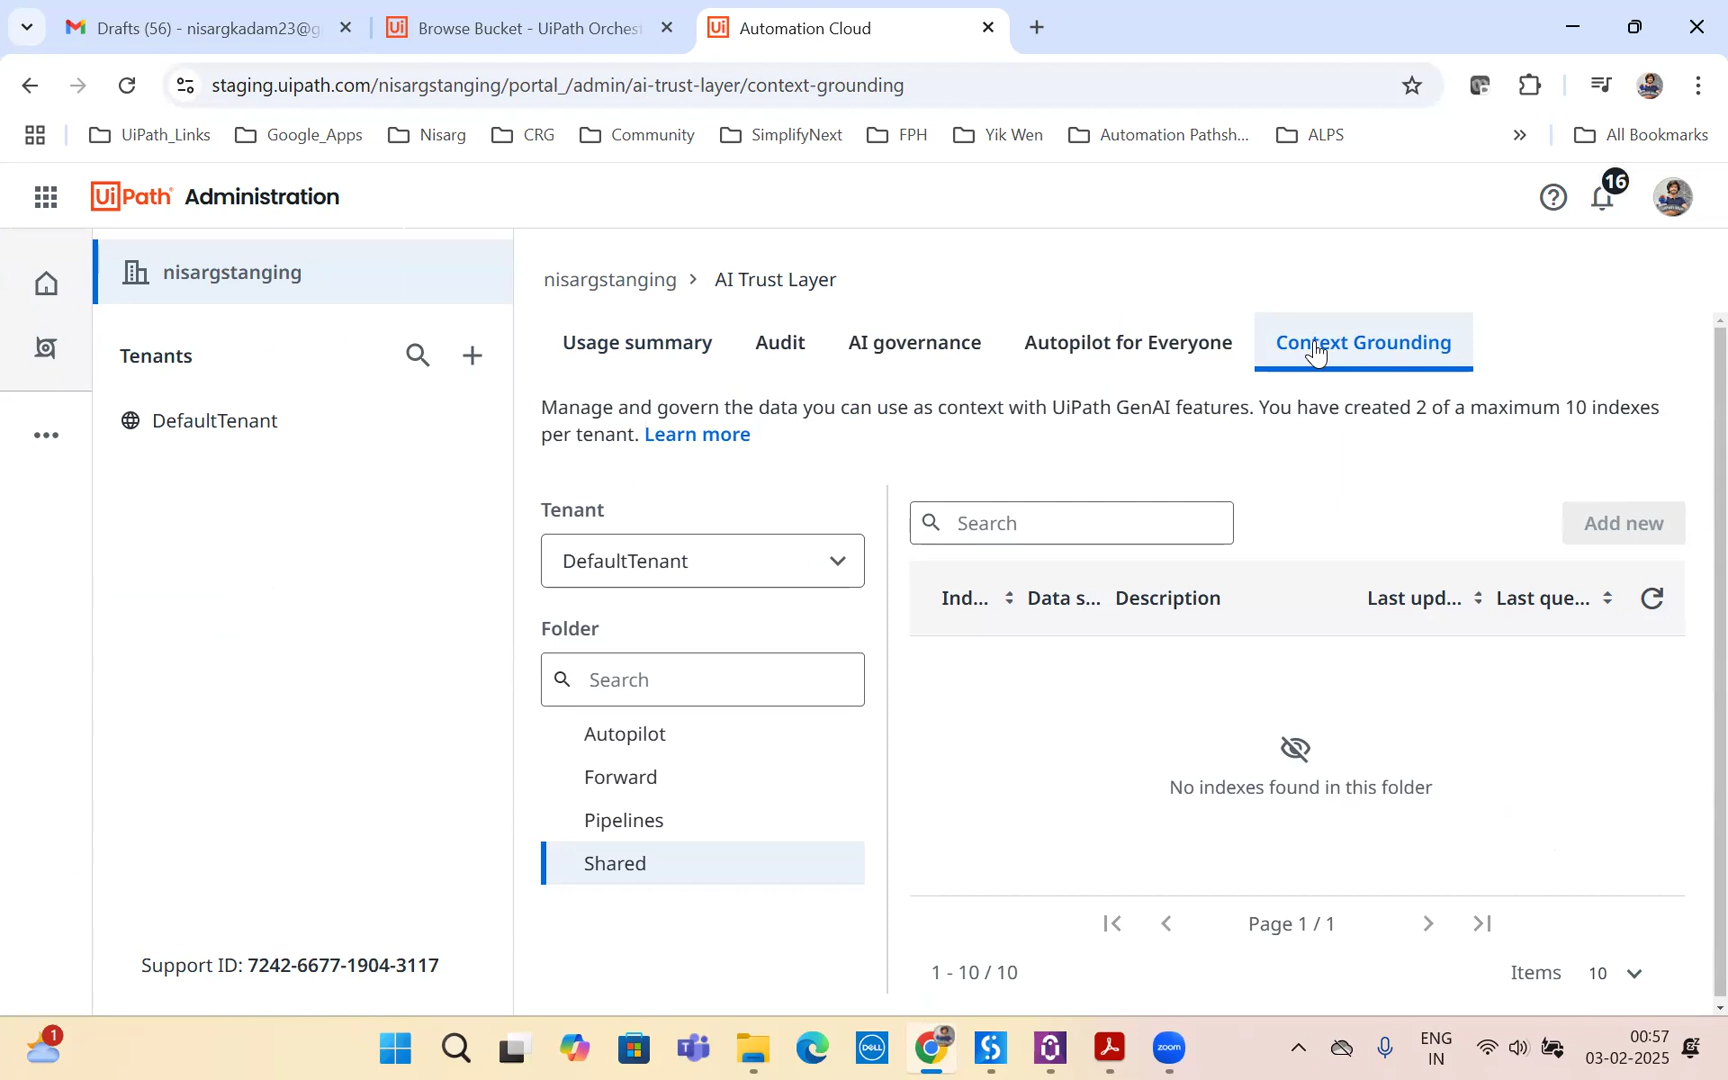 Drafts (56) - nisargkadam23@g
Browse Bucket - UiPath Orchest
Automation Cloud
staging.uipath.com/nisargstanging/portal_/admin/ai-trust-layer/context-grounding
UiPath_Links
Google_Apps
Nisarg
CRG
Community
SimplifyNext
FPH
Yik Wen
Automation Pathsh...
ALPS
»
All Bookmarks
UiPath Administration
16
nisargstanging
Tenants
DefaultTenant
Support ID: 7242-6677-1904-3117
nisargstanging > AI Trust Layer
Usage summary
Audit
AI governance
Autopilot for Everyone
Context Grounding
Manage and govern the data you can use as context with UiPath GenAI features. You have created 2 of a maximum 10 indexes
per tenant. Learn more
Tenant
DefaultTenant
Folder
Search
Autopilot
Forward
Pipelines
Shared
Search
Add new
Ind...
Data s...
Description
Last upd...
Last que...
No indexes found in this folder
Page 1 / 1
1 - 10 / 10
Items 10
1
DELL
zoom
ENG
IN
00:57
03-02-2025